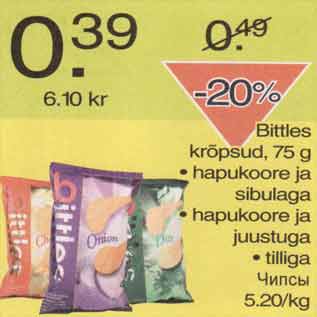 0.39
0.49
6.10 kr
-20%
Bittles
krõpsud, 75 g
• hapukoore ja
sibulaga
• hapukoore ja
juustuga
• tilliga
Чипсы
5.20/kg
bittles
Onion
Dill